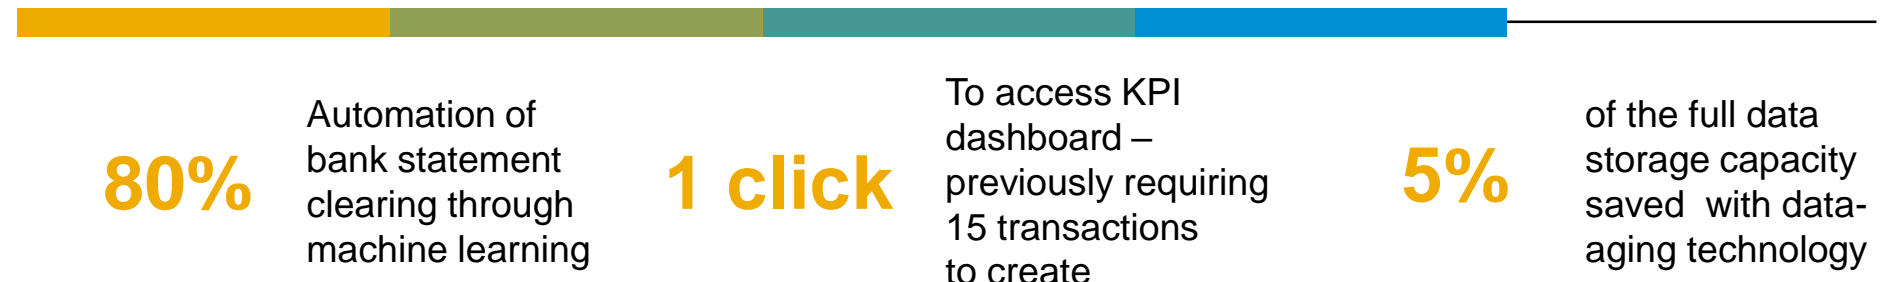 80%
Automation of
bank statement
clearing through
machine learning
1 click
To access KPI
dashboard –
previously requiring
15 transactions
to create
5%
of the full data
storage capacity
saved  with data-
aging technology